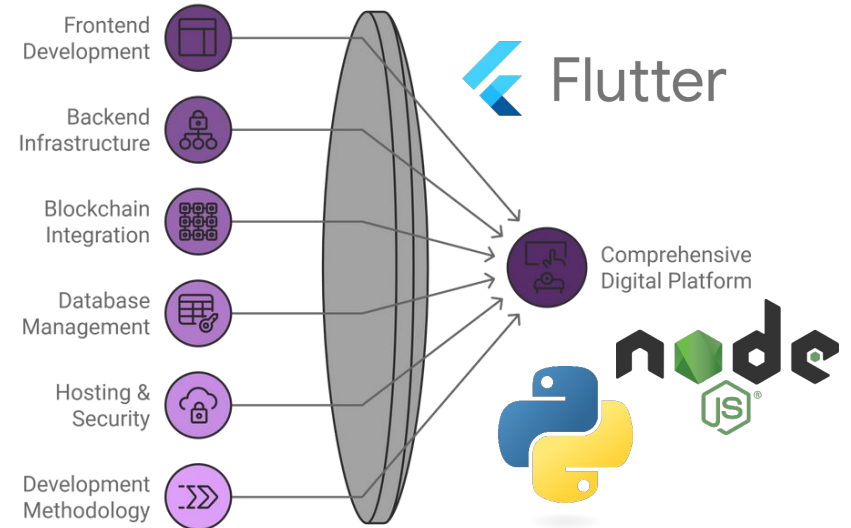 Frontend
Development
Backend
Infrastructure
Blockchain
Integration
Database
Management
Hosting &
Security
Development
Methodology
Flutter
Comprehensive
Digital Platform
node
JS®